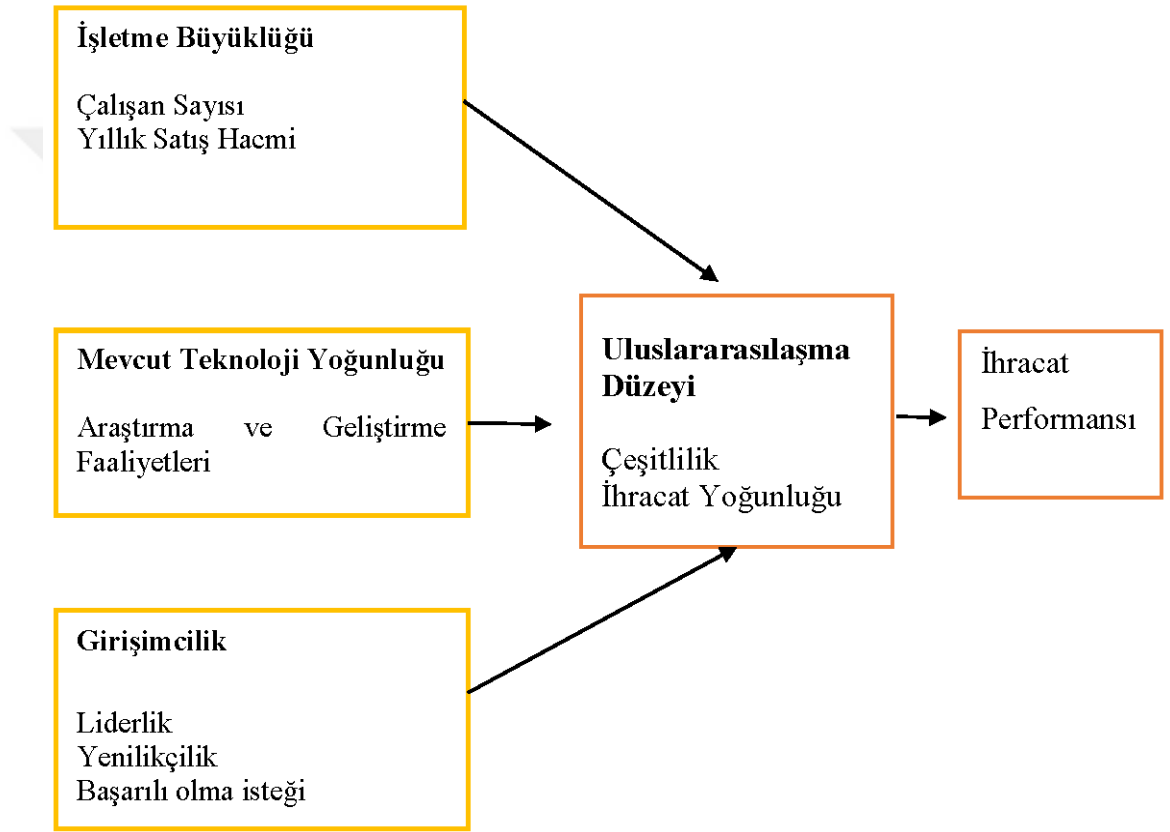 İşletme Büyüklüğü
Çalışan Sayısı
Yıllık Satış Hacmi
Mevcut Teknoloji Yoğunluğu
Araştırma ve Geliştirme
Faaliyetleri
Girişimcilik
Liderlik
Yenilikçilik
Başarılı olma isteği
Uluslararasılaşma
Düzeyi
Çeşitlilik
İhracat Yoğunluğu
İhracat
Performansı